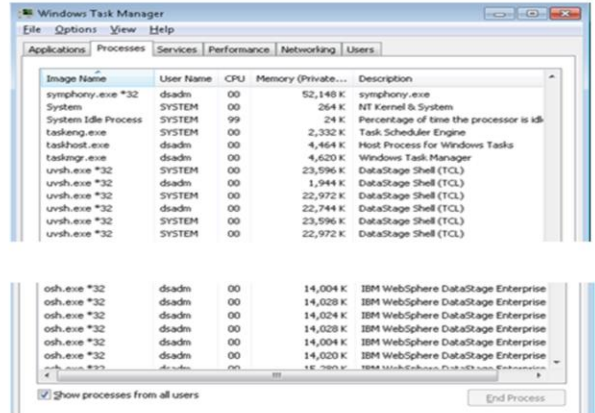 Windows Task Manager
File Options View Help
Applications Processes Services Performance Networking Users
Image Name User Name CPU Memory (Private... Description
symphony.exe *32 dsadm 00 52,148 K symphony.exe
System SYSTEM 00 264 K NT Kernel & System
System Idle Process SYSTEM 99 24 K Percentage of time the processor is idl
taskeng.exe SYSTEM 00 2,332 K Task Scheduler Engine
taskhost.exe dsadm 00 4,464 K Host Process for Windows Tasks
taskmgr.exe dsadm 00 4,620 K Windows Task Manager
uvsh.exe *32 SYSTEM 00 23,596 K DataStage Shell (TCL)
uvsh.exe *32 dsadm 00 1,944 K DataStage Shell (TCL)
uvsh.exe *32 SYSTEM 00 22,972 K DataStage Shell (TCL)
uvsh.exe *32 dsadm 00 22,744 K DataStage Shell (TCL)
uvsh.exe *32 SYSTEM 00 23,596 K DataStage Shell (TCL)
uvsh.exe *32 SYSTEM 00 22,972 K DataStage Shell (TCL)
osh.exe *32 dsadm 00 14,004 K IBM WebSphere DataStage Enterprise
osh.exe *32 dsadm 00 14,028 K IBM WebSphere DataStage Enterprise
osh.exe *32 dsadm 00 14,024 K IBM WebSphere DataStage Enterprise
osh.exe *32 dsadm 00 14,028 K IBM WebSphere DataStage Enterprise
osh.exe *32 dsadm 00 14,004 K IBM WebSphere DataStage Enterprise
osh.exe *32 dsadm 00 14,020 K IBM WebSphere DataStage Enterprise
osh.exe *32 dsadm 00 15,280 K IBM WebSphere DataStage Enterprise
Show processes from all users End Process